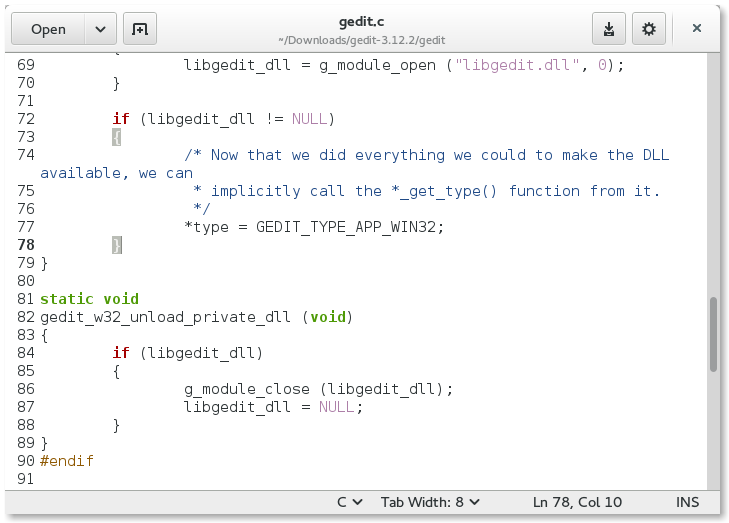 Open
gedit.c
~/Downloads/gedit-3.12.2/gedit
69 libgedit_dll = g_module_open ("libgedit.dll", 0);
70 }
71
72 if (libgedit_dll != NULL)
73 {
74 /* Now that we did everything we could to make the DLL
available, we can
75 * implicitly call the *_get_type() function from it.
76 */
77 *type = GEDIT_TYPE_APP_WIN32;
78 }
79 }
80
81 static void
82 gedit_w32_unload_private_dll (void)
83 {
84 if (libgedit_dll)
85 {
86 g_module_close (libgedit_dll);
87 libgedit_dll = NULL;
88 }
89 }
90 #endif
91
C Tab Width: 8 Ln 78, Col 10 INS